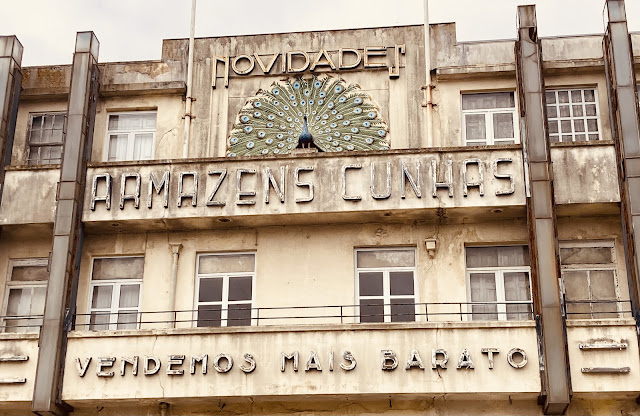 NOVIDADES
ARMAZENS CUNHAS
VENDEMOS MAIS BARATO